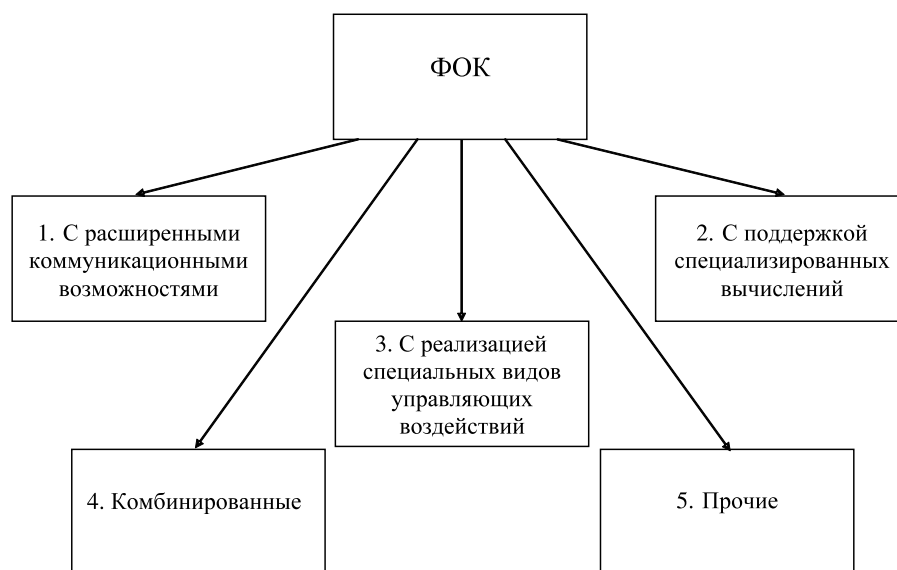 ФОК
1. С расширенными
коммуникационными
возможностями
2. С поддержкой
специализированных
вычислений
3. С реализацией
специальных видов
управляющих
воздействий
4. Комбинированные
5. Прочие